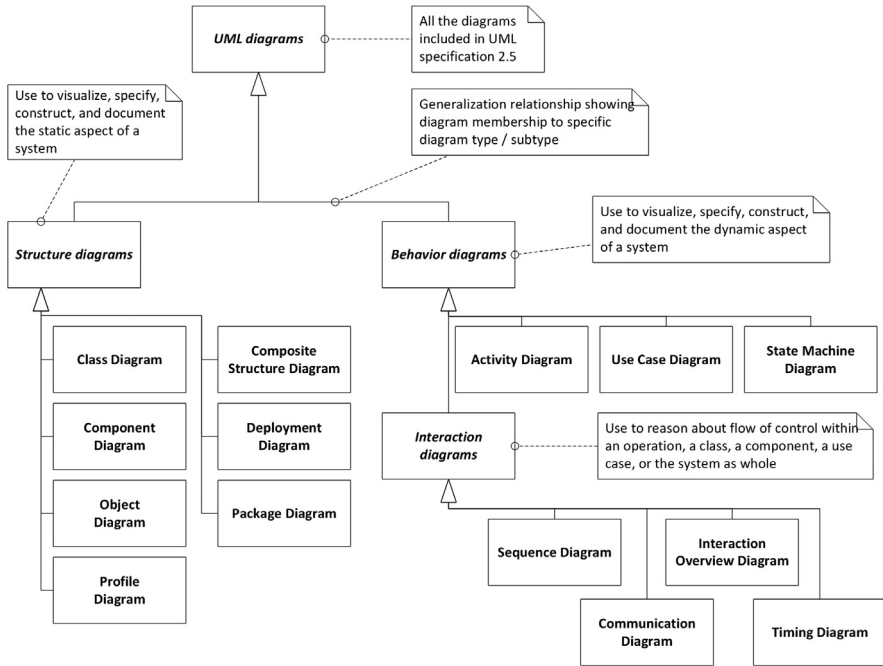 UML diagrams
All the diagrams
included in UML
specification 2.5
Use to visualize, specify,
construct, and document
the static aspect of a
system
Generalization relationship showing
diagram membership to specific
diagram type / subtype
Structure diagrams
Behavior diagrams
Use to visualize, specify, construct,
and document the dynamic aspect
of a system
Class Diagram
Composite
Structure Diagram
Component
Diagram
Deployment
Diagram
Object
Diagram
Package Diagram
Profile
Diagram
Activity Diagram
Use Case Diagram
State Machine
Diagram
Interaction
diagrams
Use to reason about flow of control within
an operation, a class, a component, a use
case, or the system as whole
Sequence Diagram
Interaction
Overview Diagram
Communication
Diagram
Timing Diagram